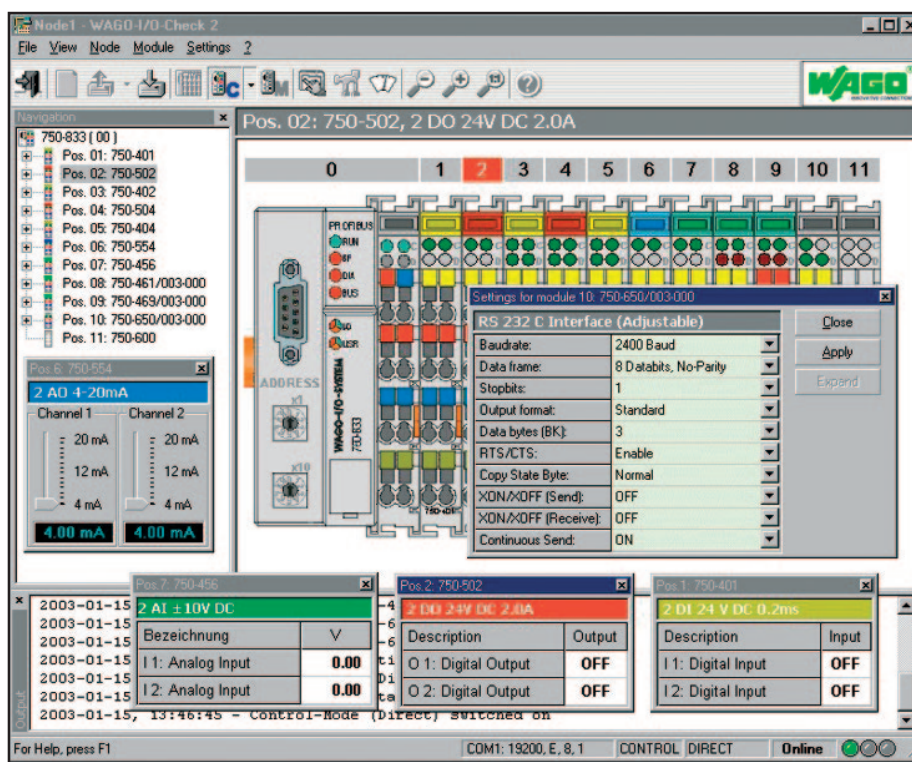 Node1 - WAGO-I/O-Check 2
File View Node Module Settings ?
WAGO
INNOVATIVE CONNECTIONS
Navigation
750-833 ( 00 )
Pos. 01: 750-401
Pos. 02: 750-502
Pos. 03: 750-402
Pos. 04: 750-504
Pos. 05: 750-404
Pos. 06: 750-554
Pos. 07: 750-456
Pos. 08: 750-461/003-000
Pos. 09: 750-469/003-000
Pos. 10: 750-650/003-000
Pos. 11: 750-600
Pos. 02: 750-502, 2 DO 24V DC 2.0A
0 1 2 3 4 5 6 7 8 9 10 11
PROFIBUS
RUN
BF
DIA
BUS
I/O
USR
ADDRESS
x1
x10
WAGO-I/O-SYSTEM
750-833
750-401
Pos.6: 750-554
2 AO 4-20mA
Channel 1 Channel 2
20 mA 20 mA
12 mA 12 mA
4 mA 4 mA
4.00 mA 4.00 mA
Settings for module 10: 750-650/003-000
RS 232 C Interface (Adjustable)
Baudrate: 2400 Baud
Data frame: 8 Databits, No-Parity
Stopbits: 1
Output format: Standard
Data bytes (BK): 3
RTS/CTS: Enable
Copy State Byte: Normal
XON/XOFF (Send): OFF
XON/XOFF (Receive): OFF
Continuous Send: ON
Close
Apply
Expand
Output
2003-01-15
2003-01-15
2003-01-15
2003-01-15
2003-01-15
2003-01-15
2003-01-15, 13:46:45 - Control-Mode (Direct) switched on
Pos.7: 750-456
2 AI ±10V DC
Bezeichnung V
I 1: Analog Input 0.00
I 2: Analog Input 0.00
Pos.2: 750-502
2 DO 24V DC 2.0A
Description Output
O 1: Digital Output OFF
O 2: Digital Output OFF
Pos.1: 750-401
2 DI 24 V DC 0.2ms
Description Input
I 1: Digital Input OFF
I 2: Digital Input OFF
For Help, press F1
COM1: 19200, E, 8, 1 CONTROL DIRECT Online